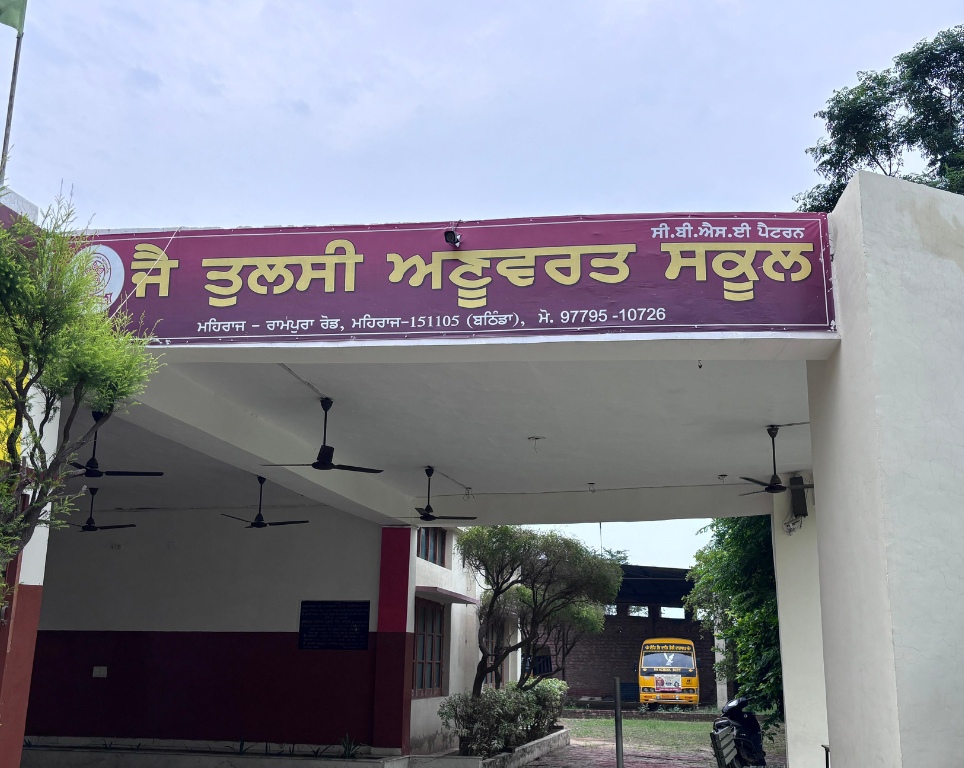 ਸੀ.ਬੀ.ਐਸ.ਈ ਪੈਟਰਨ
ਜੈ ਤੁਲਸੀ ਅਣੂਵਰਤ ਸਕੂਲ
ਮਹਿਰਾਜ - ਰਾਮਪੁਰਾ ਰੋਡ, ਮਹਿਰਾਜ-151105 (ਬਠਿੰਡਾ), ਮੋ. 97795 -10726